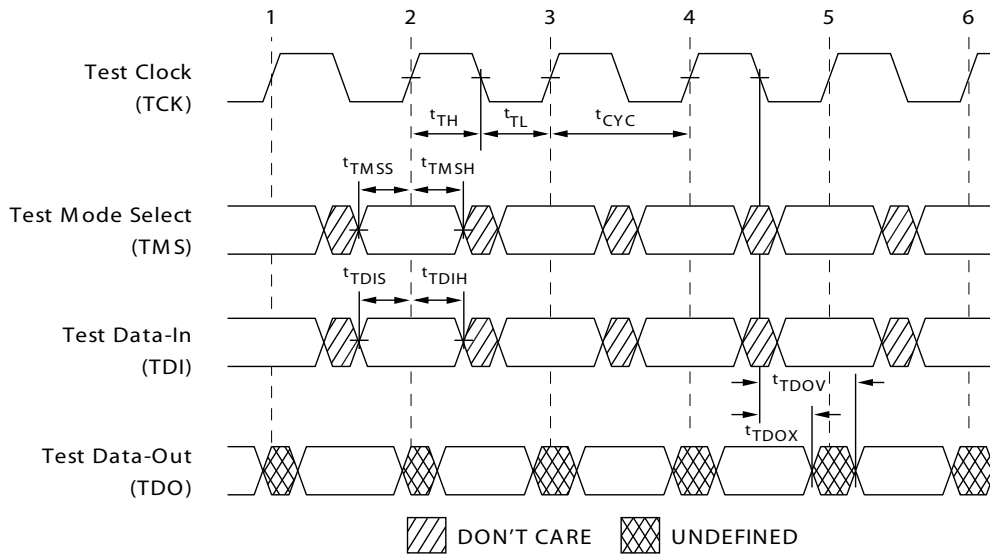 1 2 3 4 5 6
Test Clock
(TCK)
tTH tTL tCYC
tTMSS tTMSH
Test Mode Select
(TMS)
tTDIS tTDIH
Test Data-In
(TDI)
tTDOV
tTDOX
Test Data-Out
(TDO)
DON'T CARE UNDEFINED